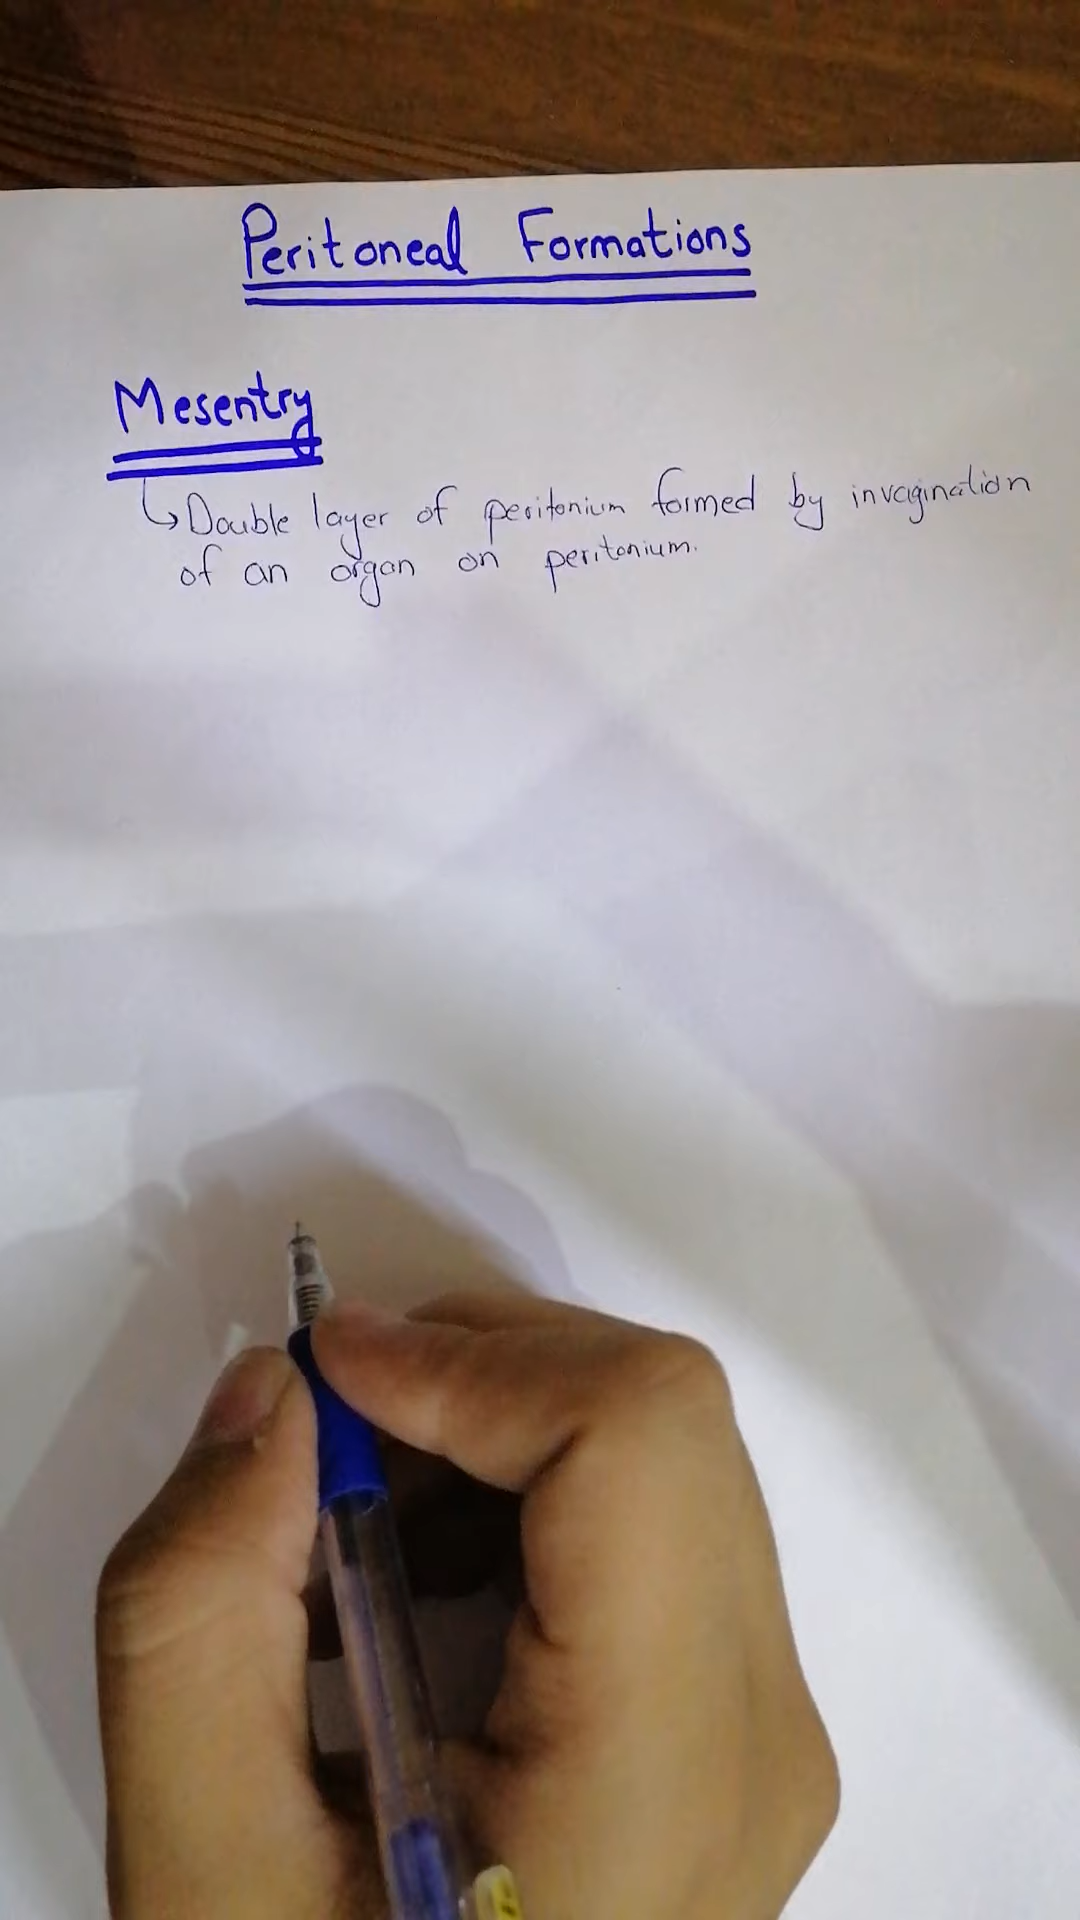 Peritoneal Formations
Mesentry
Double layer of peritonium formed by invagination
of an organ on peritonium.